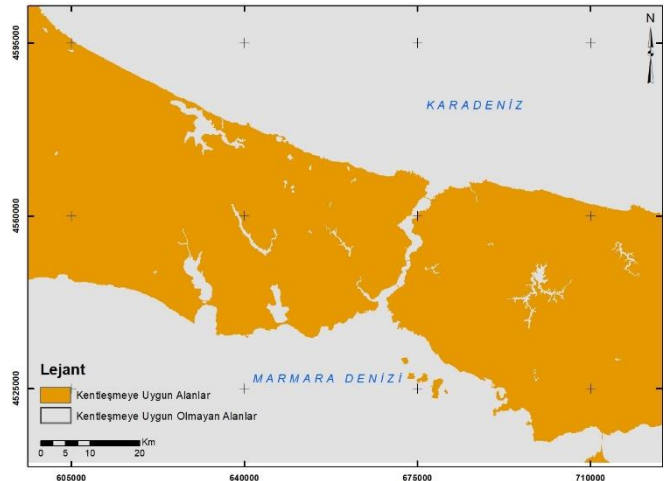 N
4595000
KARADENİZ
4560000
MARMARA DENİZİ
4525000
Lejant
Kentleşmeye Uygun Alanlar
Kentleşmeye Uygun Olmayan Alanlar
Km
0 5 10 20
605000 640000 675000 710000